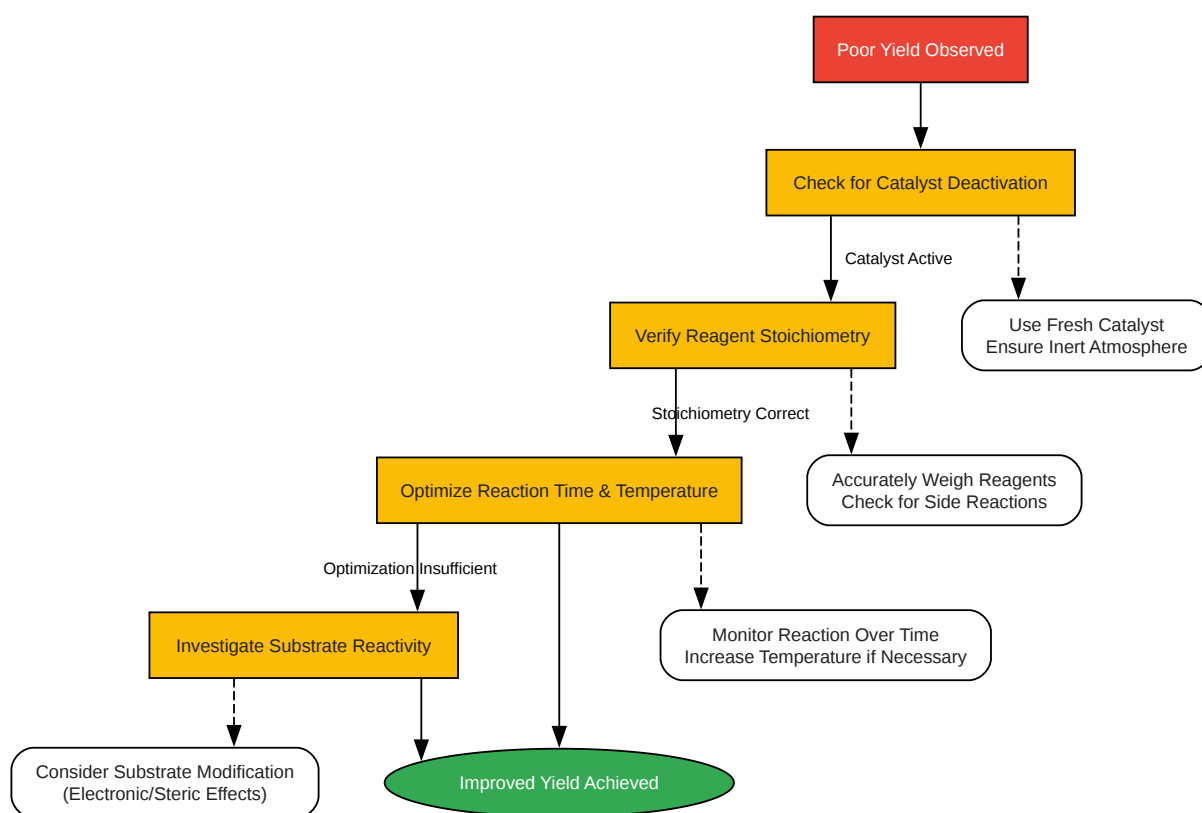 Poor Yield Observed
Check for Catalyst Deactivation
Catalyst Active
Verify Reagent Stoichiometry
Use Fresh Catalyst
Ensure Inert Atmosphere
Stoichiometry Correct
Optimize Reaction Time & Temperature
Accurately Weigh Reagents
Check for Side Reactions
Optimization Insufficient
Investigate Substrate Reactivity
Monitor Reaction Over Time
Increase Temperature if Necessary
Consider Substrate Modification
(Electronic/Steric Effects)
Improved Yield Achieved